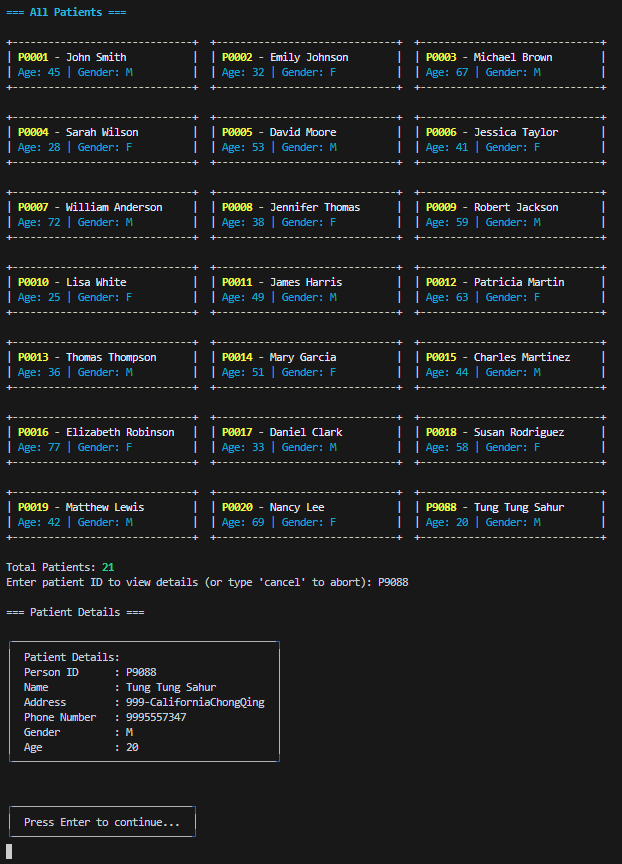 === All Patients ===
P0001 - John Smith | P0002 - Emily Johnson | P0003 - Michael Brown
Age: 45 | Gender: M | Age: 32 | Gender: F | Age: 67 | Gender: M
P0004 - Sarah Wilson | P0005 - David Moore | P0006 - Jessica Taylor
Age: 28 | Gender: F | Age: 53 | Gender: M | Age: 41 | Gender: F
P0007 - William Anderson | P0008 - Jennifer Thomas | P0009 - Robert Jackson
Age: 72 | Gender: M | Age: 38 | Gender: F | Age: 59 | Gender: M
P0010 - Lisa White | P0011 - James Harris | P0012 - Patricia Martin
Age: 25 | Gender: F | Age: 49 | Gender: M | Age: 63 | Gender: F
P0013 - Thomas Thompson | P0014 - Mary Garcia | P0015 - Charles Martinez
Age: 36 | Gender: M | Age: 51 | Gender: F | Age: 44 | Gender: M
P0016 - Elizabeth Robinson | P0017 - Daniel Clark | P0018 - Susan Rodriguez
Age: 77 | Gender: F | Age: 33 | Gender: M | Age: 58 | Gender: F
P0019 - Matthew Lewis | P0020 - Nancy Lee | P9088 - Tung Tung Sahur
Age: 42 | Gender: M | Age: 69 | Gender: F | Age: 20 | Gender: M
Total Patients: 21
Enter patient ID to view details (or type 'cancel' to abort): P9088
=== Patient Details ===
Patient Details:
Person ID : P9088
Name : Tung Tung Sahur
Address : 999-CaliforniaChongQing
Phone Number : 9995557347
Gender : M
Age : 20
Press Enter to continue...